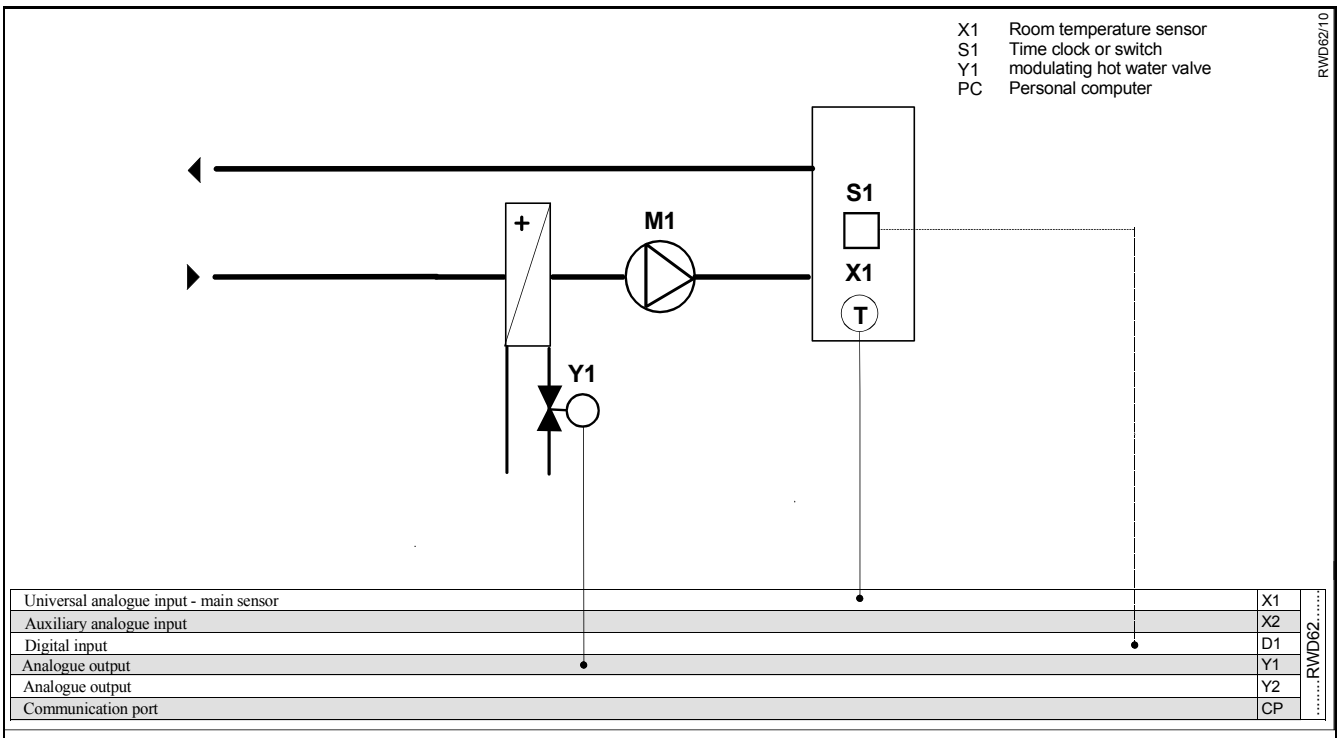 X1 Room temperature sensor
S1 Time clock or switch
Y1 modulating hot water valve
PC Personal computer
RWD62/10
S1
+
M1
X1
T
Y1
Universal analogue input - main sensor X1
Auxiliary analogue input X2
Digital input D1
Analogue output Y1
Analogue output Y2
Communication port CP
........RWD62......